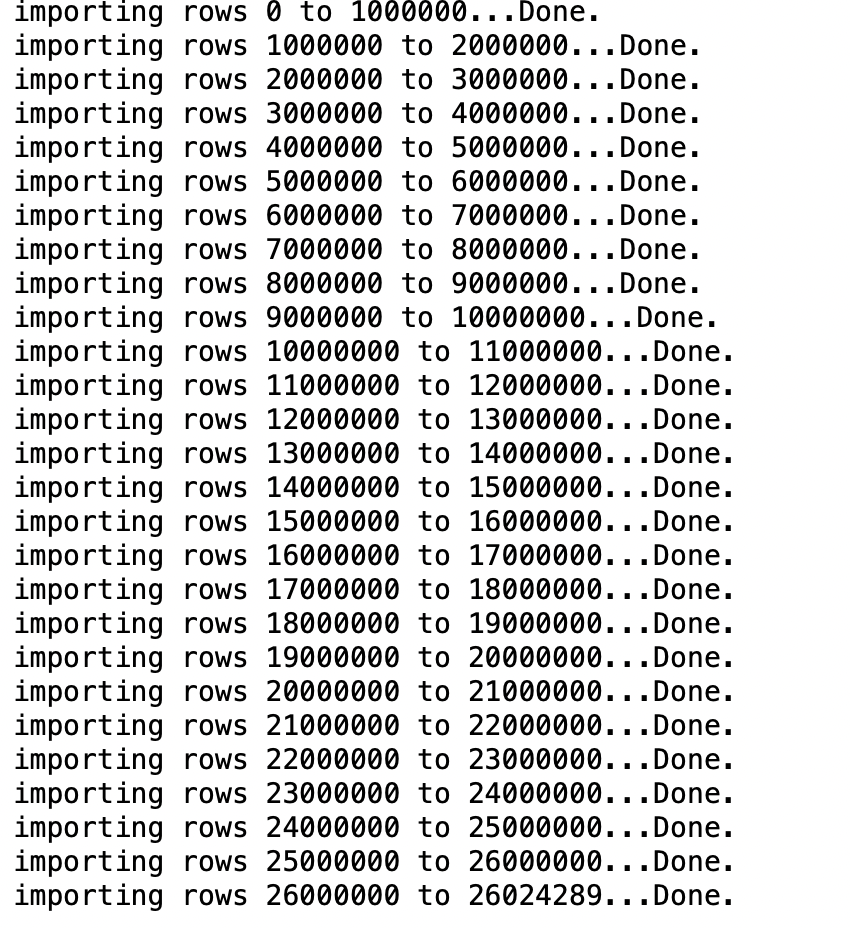 importing rows 0 to 1000000...Done.
importing rows 1000000 to 2000000...Done.
importing rows 2000000 to 3000000...Done.
importing rows 3000000 to 4000000...Done.
importing rows 4000000 to 5000000...Done.
importing rows 5000000 to 6000000...Done.
importing rows 6000000 to 7000000...Done.
importing rows 7000000 to 8000000...Done.
importing rows 8000000 to 9000000...Done.
importing rows 9000000 to 10000000...Done.
importing rows 10000000 to 11000000...Done.
importing rows 11000000 to 12000000...Done.
importing rows 12000000 to 13000000...Done.
importing rows 13000000 to 14000000...Done.
importing rows 14000000 to 15000000...Done.
importing rows 15000000 to 16000000...Done.
importing rows 16000000 to 17000000...Done.
importing rows 17000000 to 18000000...Done.
importing rows 18000000 to 19000000...Done.
importing rows 19000000 to 20000000...Done.
importing rows 20000000 to 21000000...Done.
importing rows 21000000 to 22000000...Done.
importing rows 22000000 to 23000000...Done.
importing rows 23000000 to 24000000...Done.
importing rows 24000000 to 25000000...Done.
importing rows 25000000 to 26000000...Done.
importing rows 26000000 to 26024289...Done.